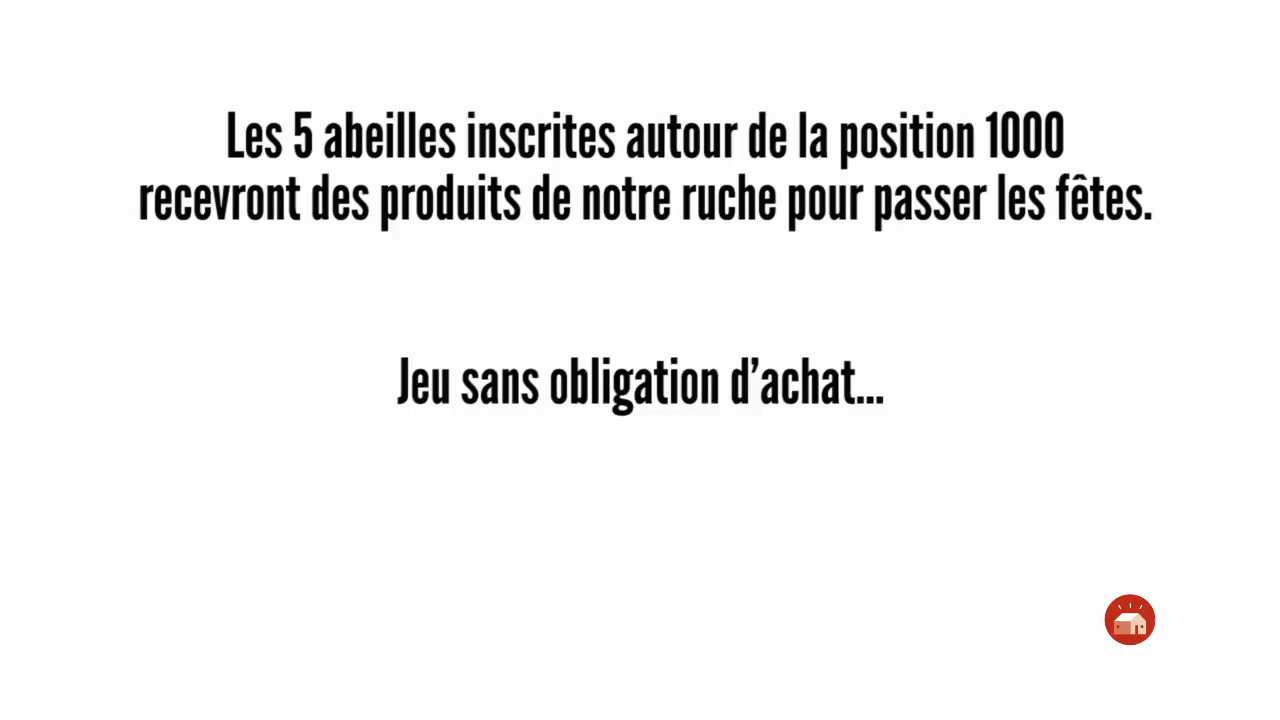 Les 5 abeilles inscrites autour de la position 1000
recevront des produits de notre ruche pour passer les fêtes.
Jeu sans obligation d’achat...